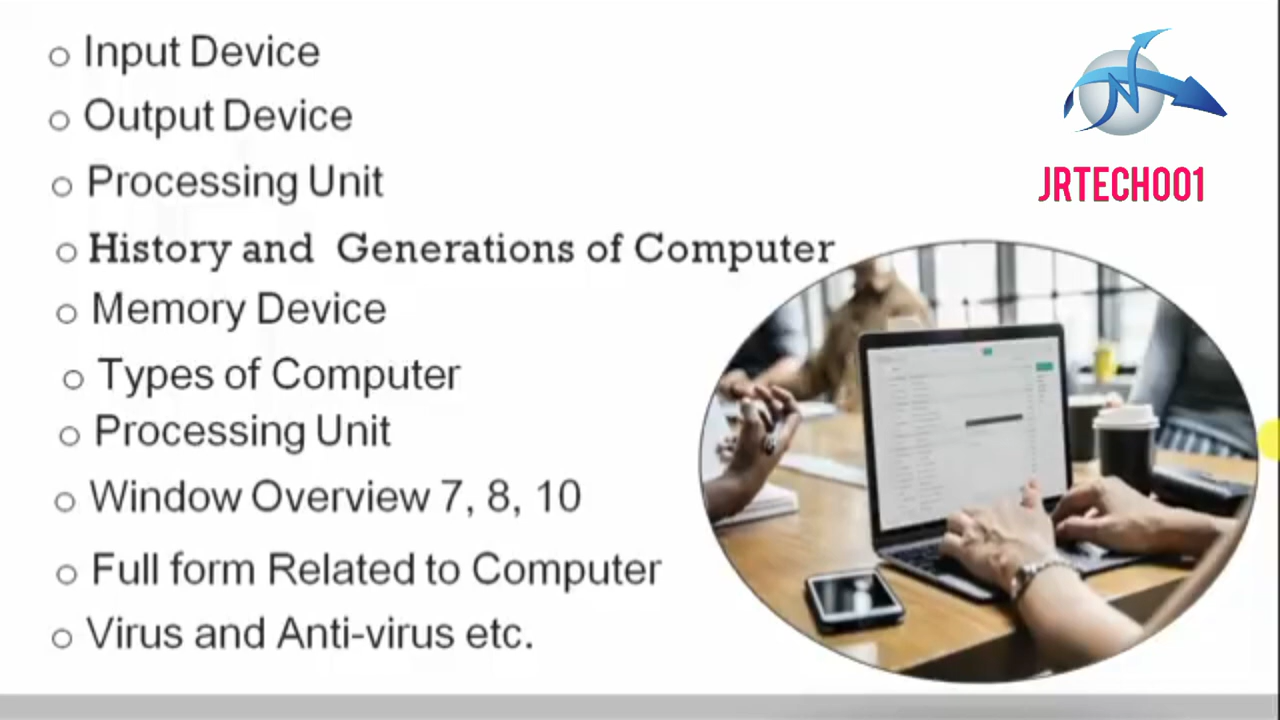 Input Device
Output Device
Processing Unit
History and Generations of Computer
Memory Device
Types of Computer
Processing Unit
Window Overview 7, 8, 10
Full form Related to Computer
Virus and Anti-virus etc.
N
JRTECH001